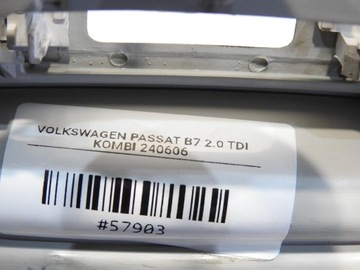 VOLKSWAGEN PASSAT B7 2.0 TDI
KOMBI 240606
#57903